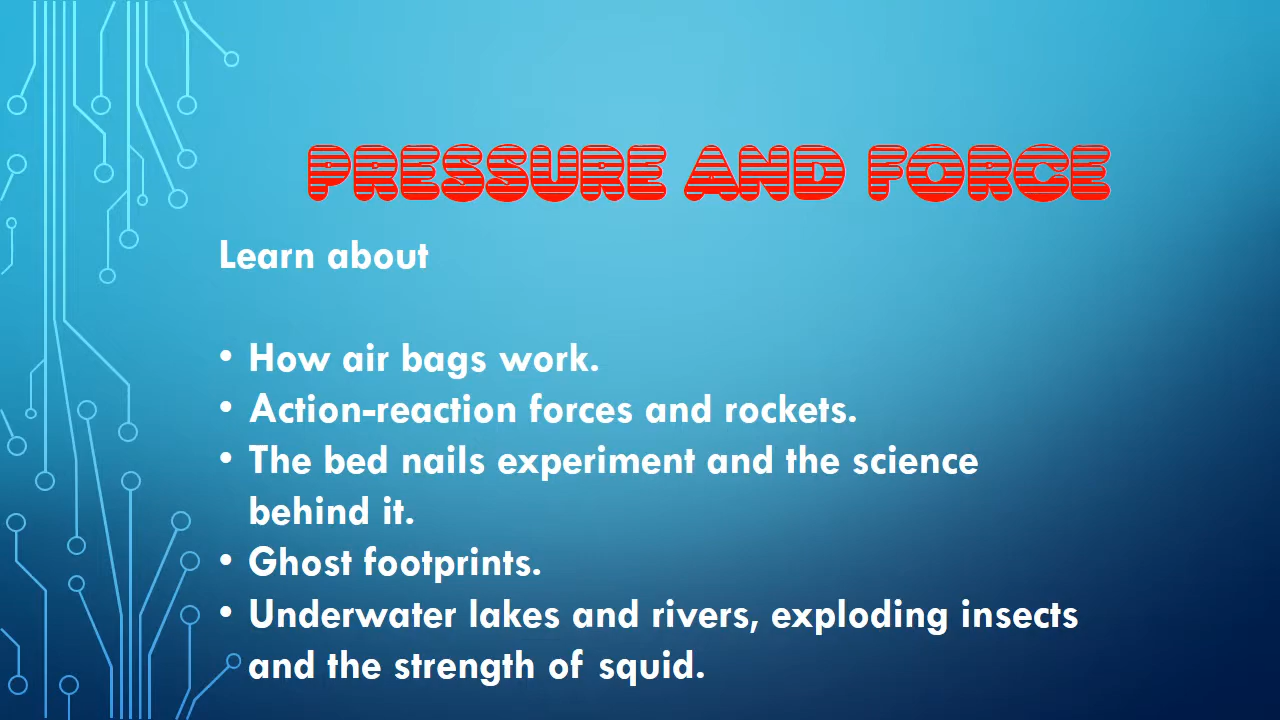 PRESSURE AND FORCE
Learn about
• How air bags work.
• Action-reaction forces and rockets.
• The bed nails experiment and the science
behind it.
• Ghost footprints.
• Underwater lakes and rivers, exploding insects
and the strength of squid.